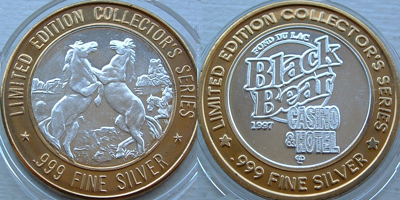 LIMITED EDITION COLLECTOR'S SERIES
.999 FINE SILVER
LIMITED EDITION COLLECTOR'S SERIES
FOND DU LAC
Black
Bear
1997 CASINO
& HOTEL
.999 FINE SILVER